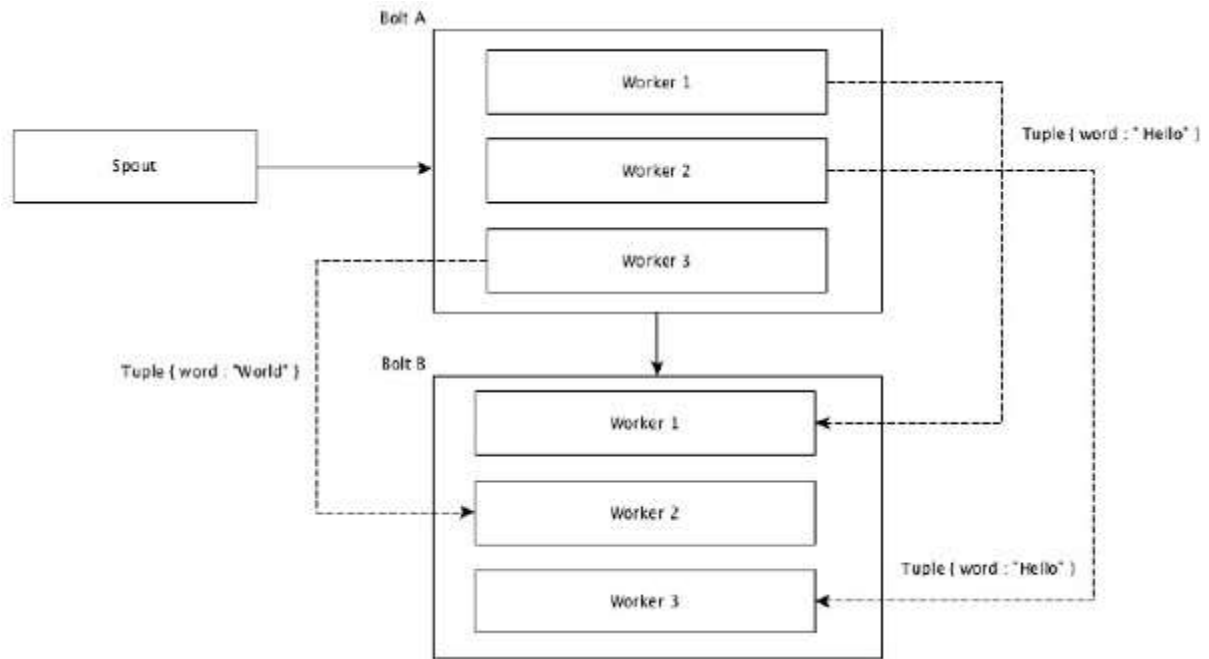 Bolt A
Worker 1
Tuple { word : " Hello" }
Spout
Worker 2
Worker 3
Tuple { word : "World" }
Bolt B
Worker 1
Worker 2
Tuple { word : "Hello" }
Worker 3